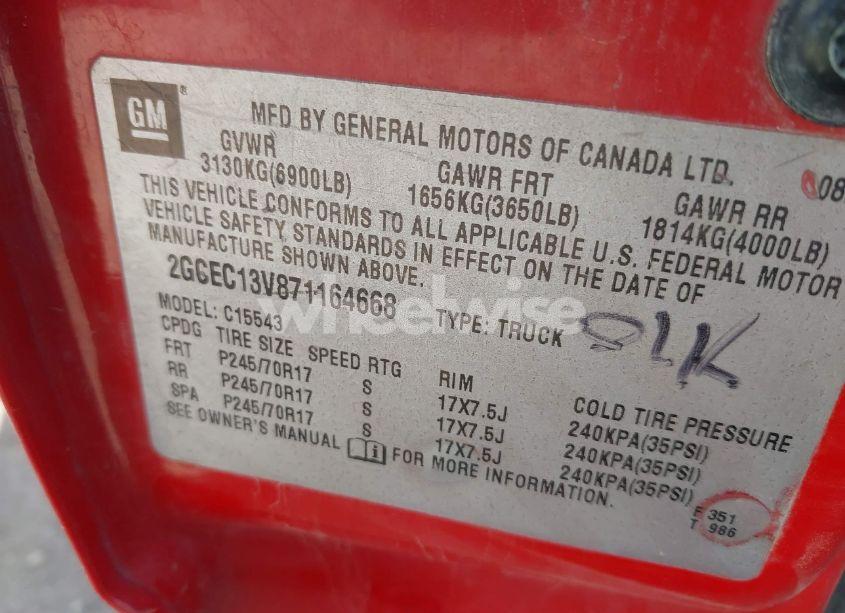 GM ®
MFD BY GENERAL MOTORS OF CANADA LTD.
08
GVWR GAWR FRT GAWR RR
3130KG(6900LB) 1656KG(3650LB) 1814KG(4000LB)
THIS VEHICLE CONFORMS TO ALL APPLICABLE U.S. FEDERAL MOTOR
VEHICLE SAFETY STANDARDS IN EFFECT ON THE DATE OF
MANUFACTURE SHOWN ABOVE.
2GCEC13V871164668 TYPE: TRUCK
MODEL: C15543
CPDG TIRE SIZE SPEED RTG RIM COLD TIRE PRESSURE
FRT P245/70R17 S 17X7.5J 240KPA(35PSI)
RR P245/70R17 S 17X7.5J 240KPA(35PSI)
SPA P245/70R17 S 17X7.5J 240KPA(35PSI)
SEE OWNER'S MANUAL FOR MORE INFORMATION.
F 351
T 986
wheelwise